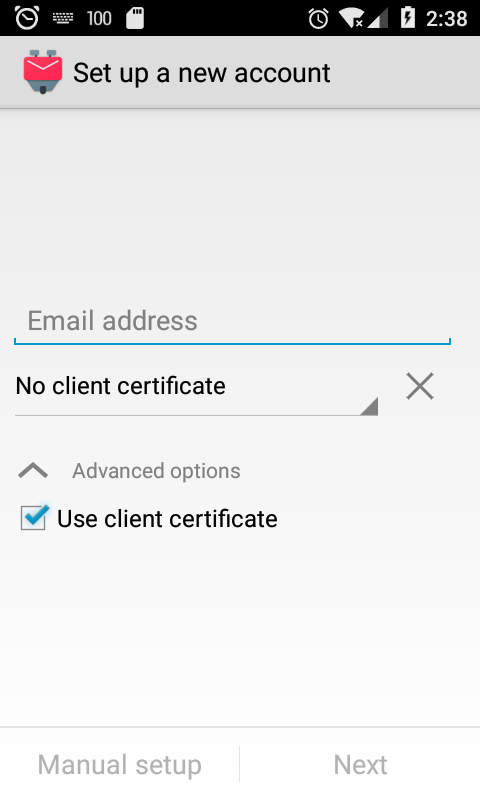 100
2:38
Set up a new account
Email address
No client certificate
Advanced options
Use client certificate
Manual setup
Next